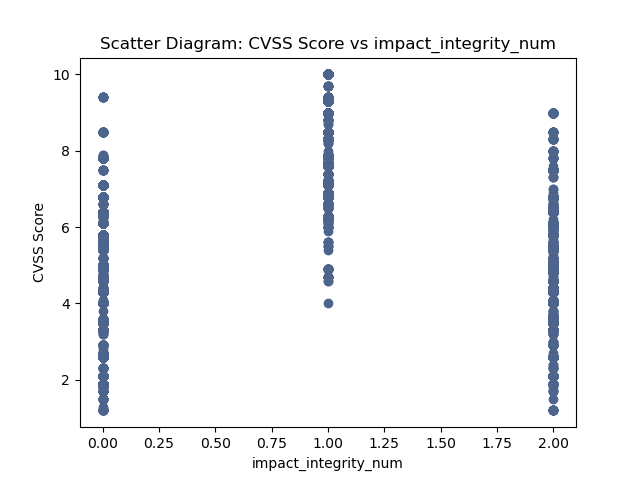 Scatter Diagram: CVSS Score vs impact_integrity_num
10
8
6
4
2
CVSS Score
0.00 0.25 0.50 0.75 1.00 1.25 1.50 1.75 2.00
impact_integrity_num